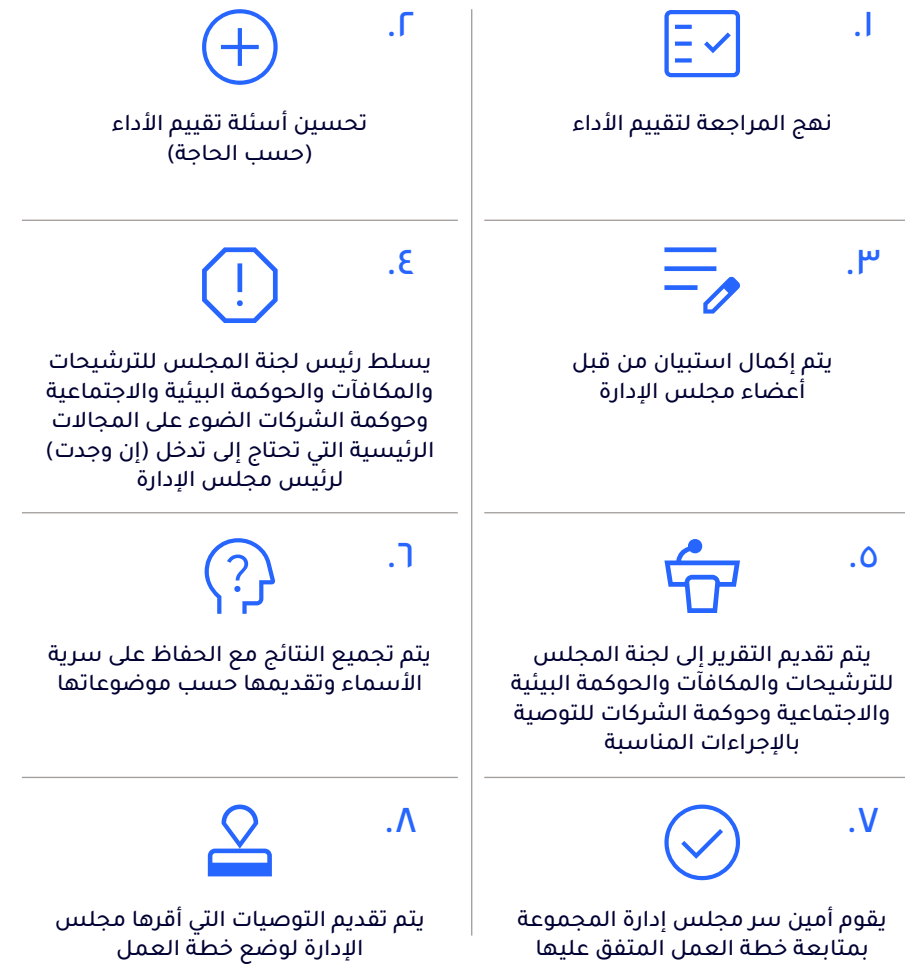 ١.
نهج المراجعة لتقييم الأداء
٢.
تحسين أسئلة تقييم الأداء
(حسب الحاجة)
٣.
يتم إكمال استبيان من قبل
أعضاء مجلس الإدارة
٤.
يسلط رئيس لجنة المجلس للترشيحات
والمكافآت والحوكمة البيئية والاجتماعية
وحوكمة الشركات الضوء على المجالات
الرئيسية التي تحتاج إلى تدخل (إن وجدت)
لرئيس مجلس الإدارة
٥.
يتم تقديم التقرير إلى لجنة المجلس
للترشيحات والمكافآت والحوكمة البيئية
والاجتماعية وحوكمة الشركات للتوصية
بالإجراءات المناسبة
٦.
يتم تجميع النتائج مع الحفاظ على سرية
الأسماء وتقديمها حسب موضوعاتها
٧.
يقوم أمين سر مجلس إدارة المجموعة
بمتابعة خطة العمل المتفق عليها
٨.
يتم تقديم التوصيات التي أقرها مجلس
الإدارة لوضع خطة العمل